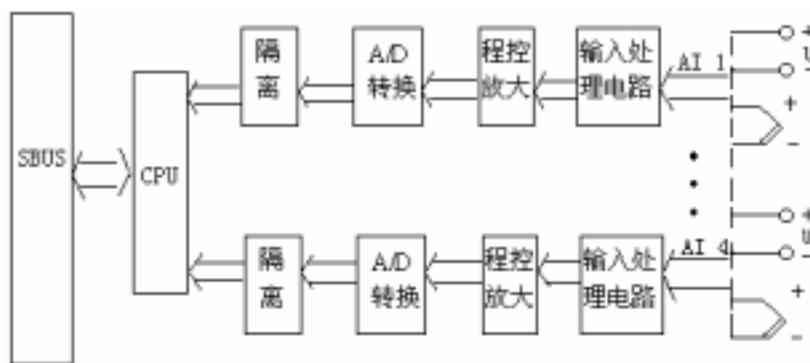 SBUS
CPU
隔
离
A/D
转换
程控
放大
输入处
理电路
AI 1
+
U
-
+
-
隔
离
A/D
转换
程控
放大
输入处
理电路
AI 4
+
U
-
+
-